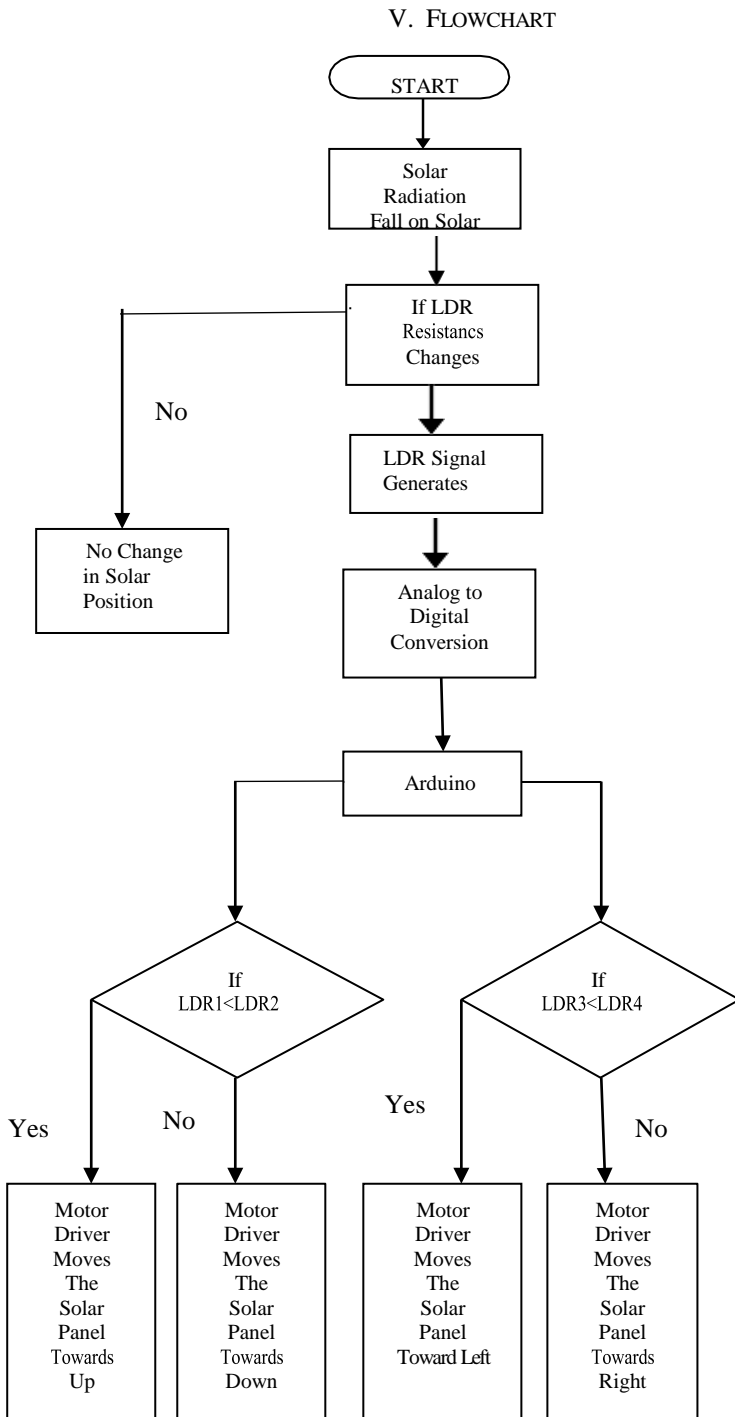 V. FLOWCHART
START
Solar
Radiation
Fall on Solar
If LDR
Resistancs
Changes
No
LDR Signal
Generates
No Change
in Solar
Position
Analog to
Digital
Conversion
Arduino
If
LDR1<LDR2
If
LDR3<LDR4
Yes
No
Yes
No
Motor
Driver
Moves
The
Solar
Panel
Towards
Up
Motor
Driver
Moves
The
Solar
Panel
Towards
Down
Motor
Driver
Moves
The
Solar
Panel
Toward Left
Motor
Driver
Moves
The
Solar
Panel
Towards
Right